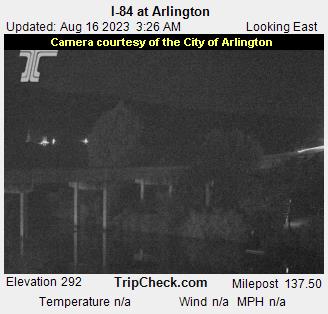 I-84 at Arlington
Updated: Aug 16 2023 3:26 AM Looking East
Camera courtesy of the City of Arlington
Elevation 292 TripCheck.com Milepost 137.50
Temperature n/a Wind n/a MPH n/a